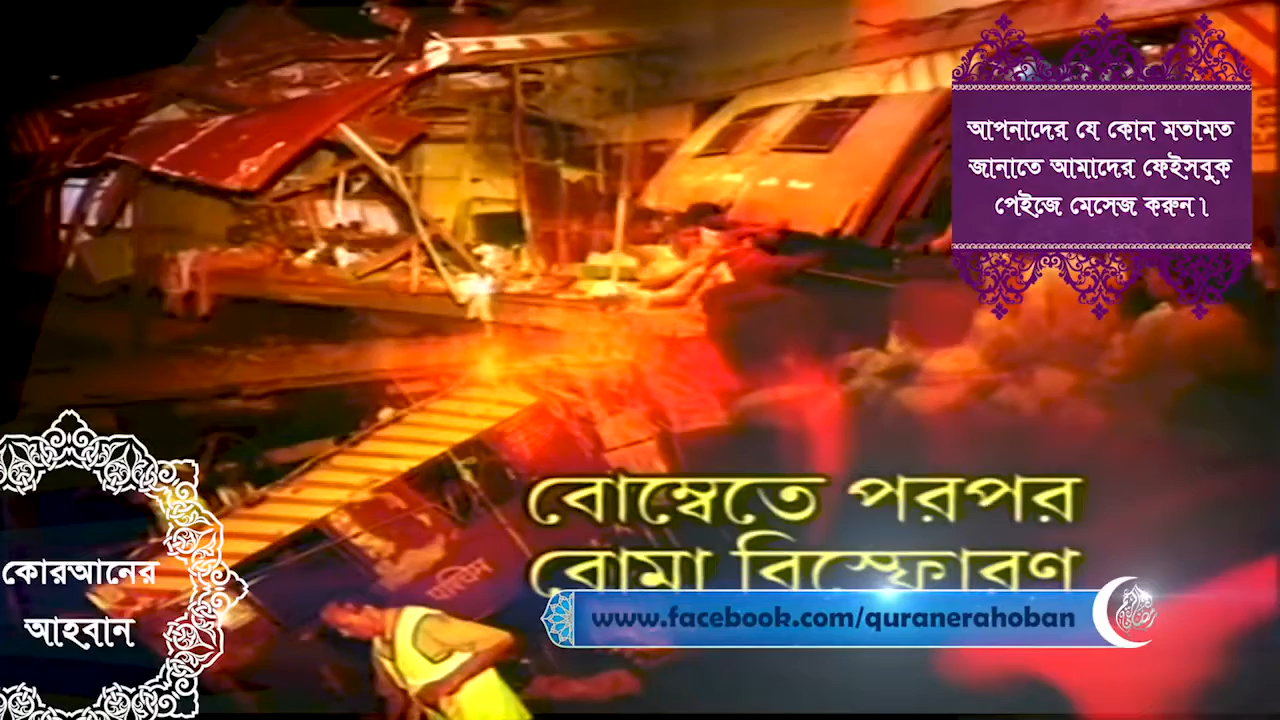 আপনাদের যে কোন মতামত
জানাতে আমাদের ফেইসবুক
পেইজে মেসেজ করুন।
কোরআনের
আহবান
বোম্বেতে পরপর
বোমা বিস্ফোরণ
www.facebook.com/quranerahoban